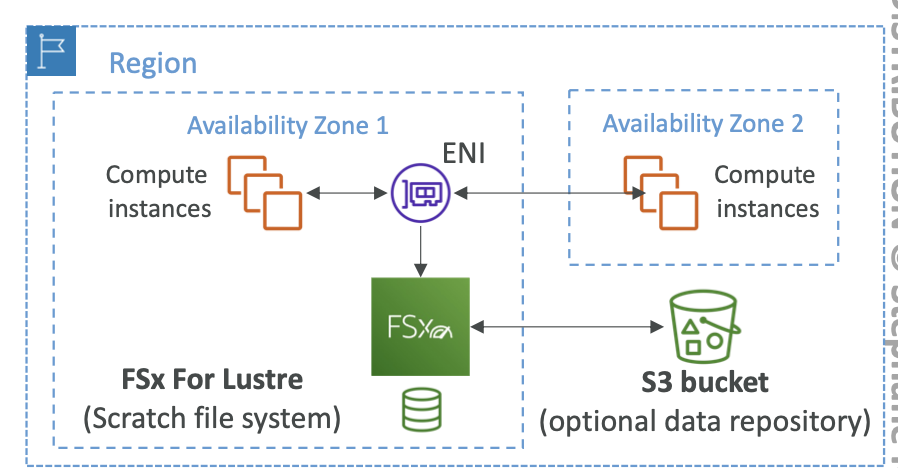 Region
Availability Zone 1
Availability Zone 2
ENI
Compute
instances
Compute
instances
FSx
FSx For Lustre
(Scratch file system)
S3 bucket
(optional data repository)